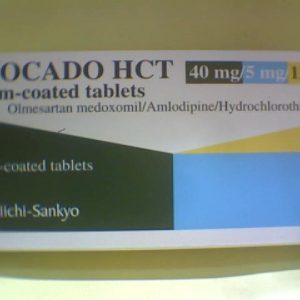 OCADO HCT 40 mg/5 mg/1
m-coated tablets
Olmesartan medoxomil/Amlodipine/Hydrochloroth
-coated tablets
iichi-Sankyo